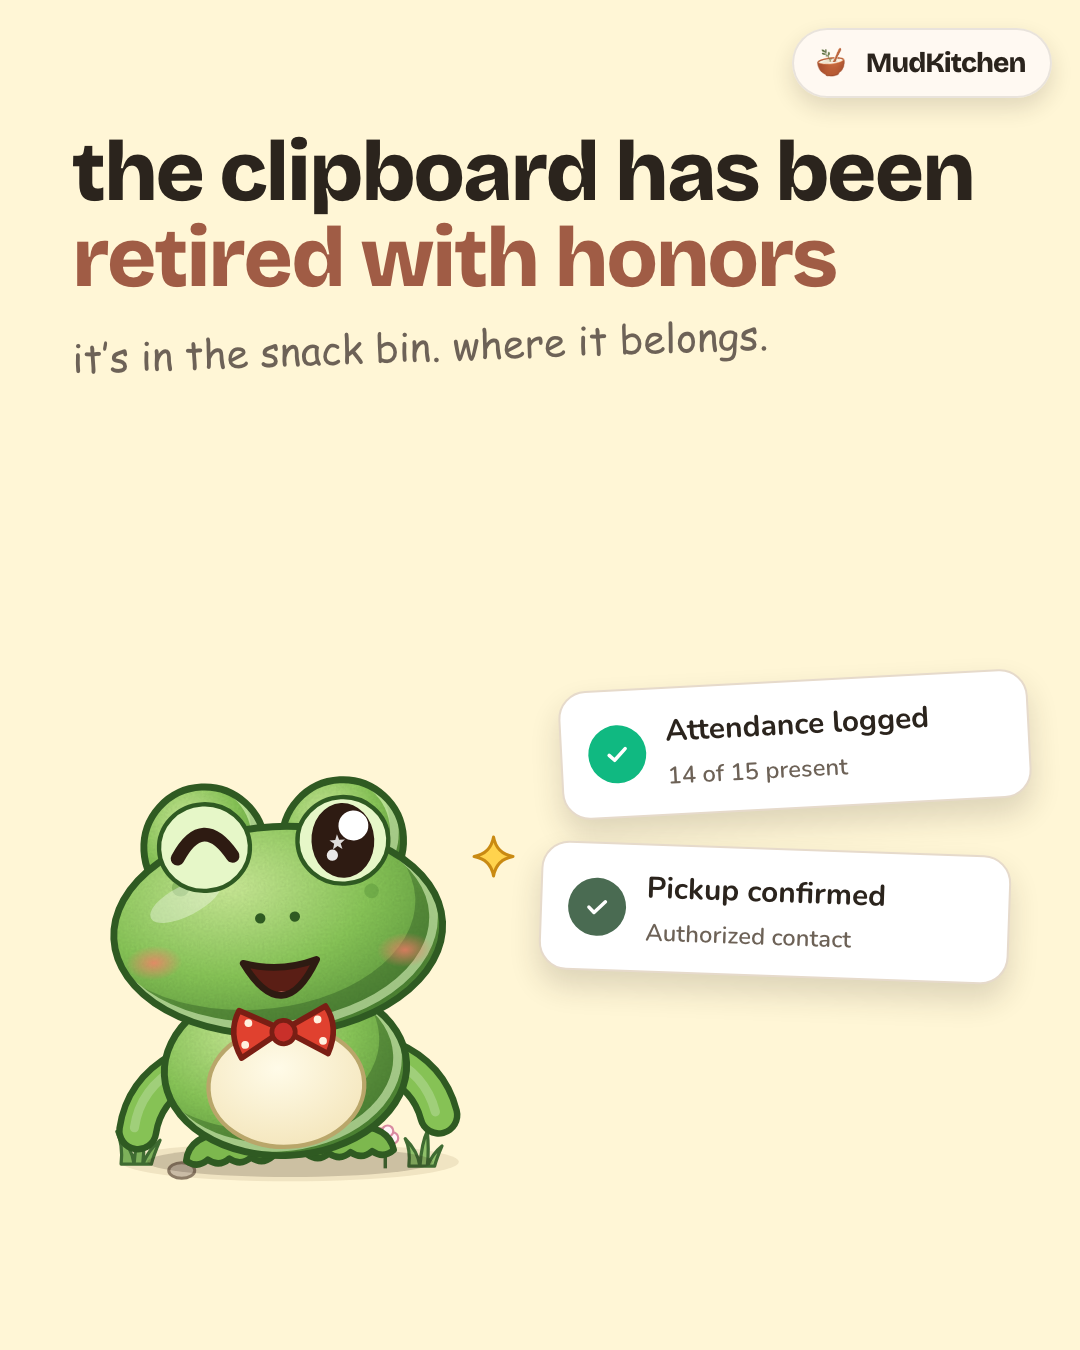 MudKitchen
the clipboard has been
retired with honors
it's in the snack bin. where it belongs.
Attendance logged
14 of 15 present
Pickup confirmed
Authorized contact